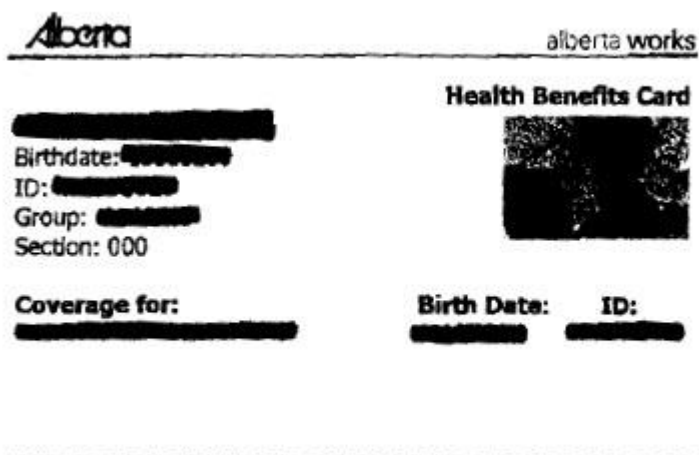 Alberta
alberta works
Health Benefits Card
Birthdate:
ID:
Group:
Section: 000
Coverage for: Birth Date: ID: